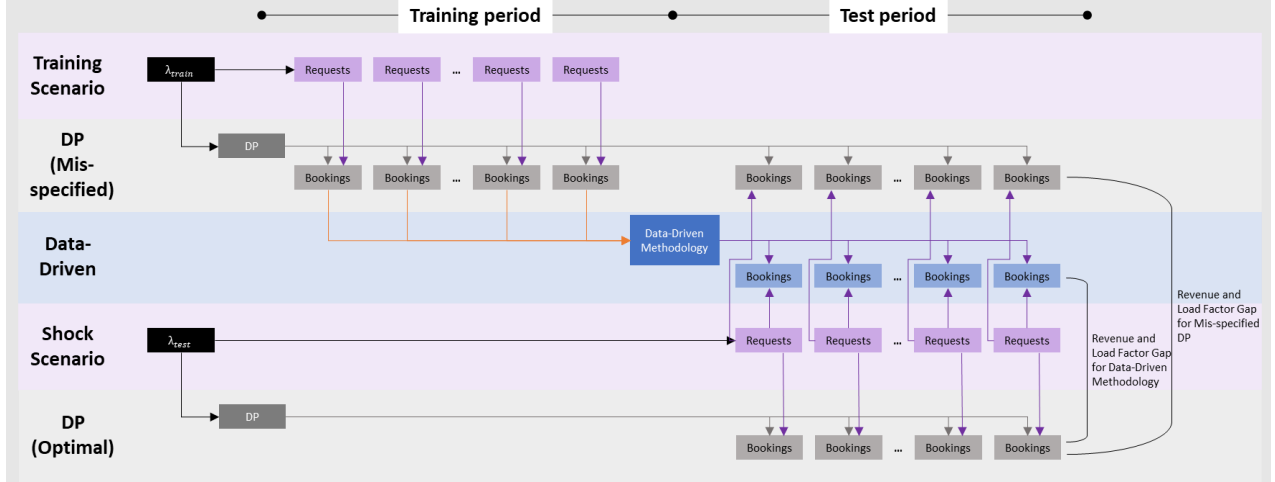 Training period
Test period
Training
Scenario
λtrain
Requests
Requests
...
Requests
Requests
DP
(Mis-
specified)
DP
Bookings
Bookings
...
Bookings
Bookings
Bookings
Bookings
...
Bookings
Bookings
Data-
Driven
Data-Driven
Methodology
Bookings
Bookings
...
Bookings
Bookings
Shock
Scenario
λtest
Requests
Requests
...
Requests
Requests
DP
(Optimal)
DP
Bookings
Bookings
...
Bookings
Bookings
Revenue and
Load Factor Gap
for Data-Driven
Methodology
Revenue and
Load Factor Gap
for Mis-specified
DP